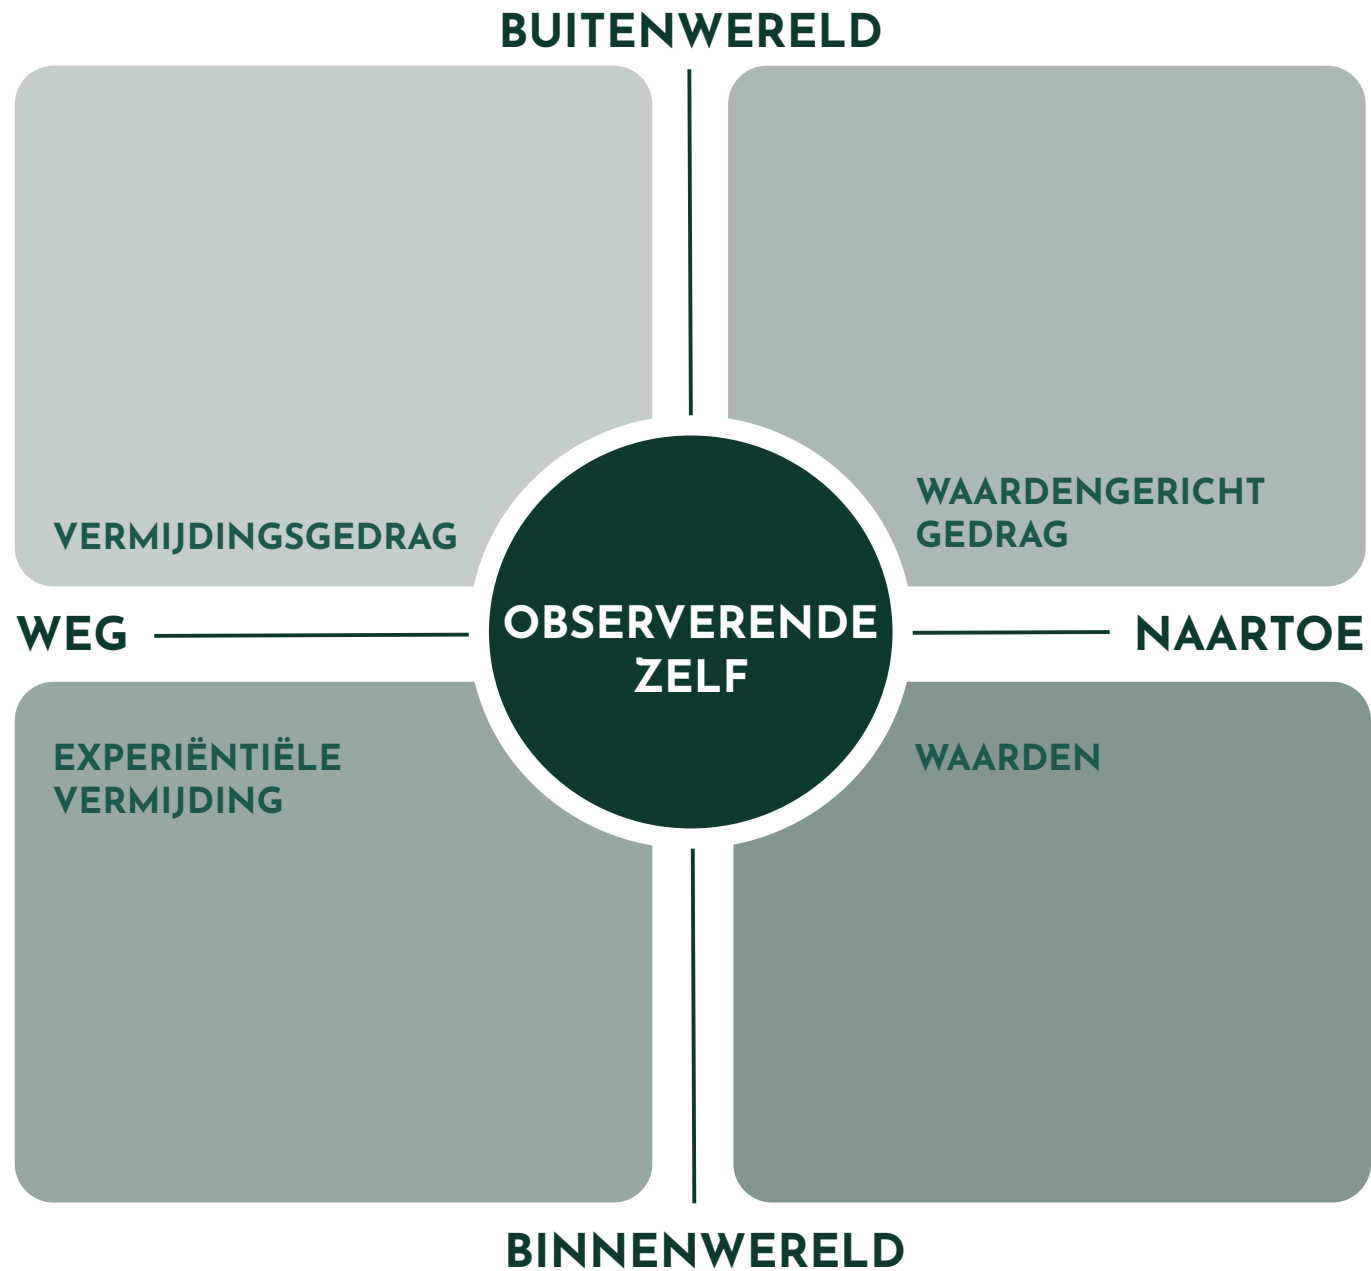 BUITENWERELD
VERMIJDINGSGEDRAG
WAARDENGERICHT
GEDRAG
WEG
OBSERVERENDE
ZELF
NAARTOE
EXPERIËNTIËLE
VERMIJDING
WAARDEN
BINNENWERELD